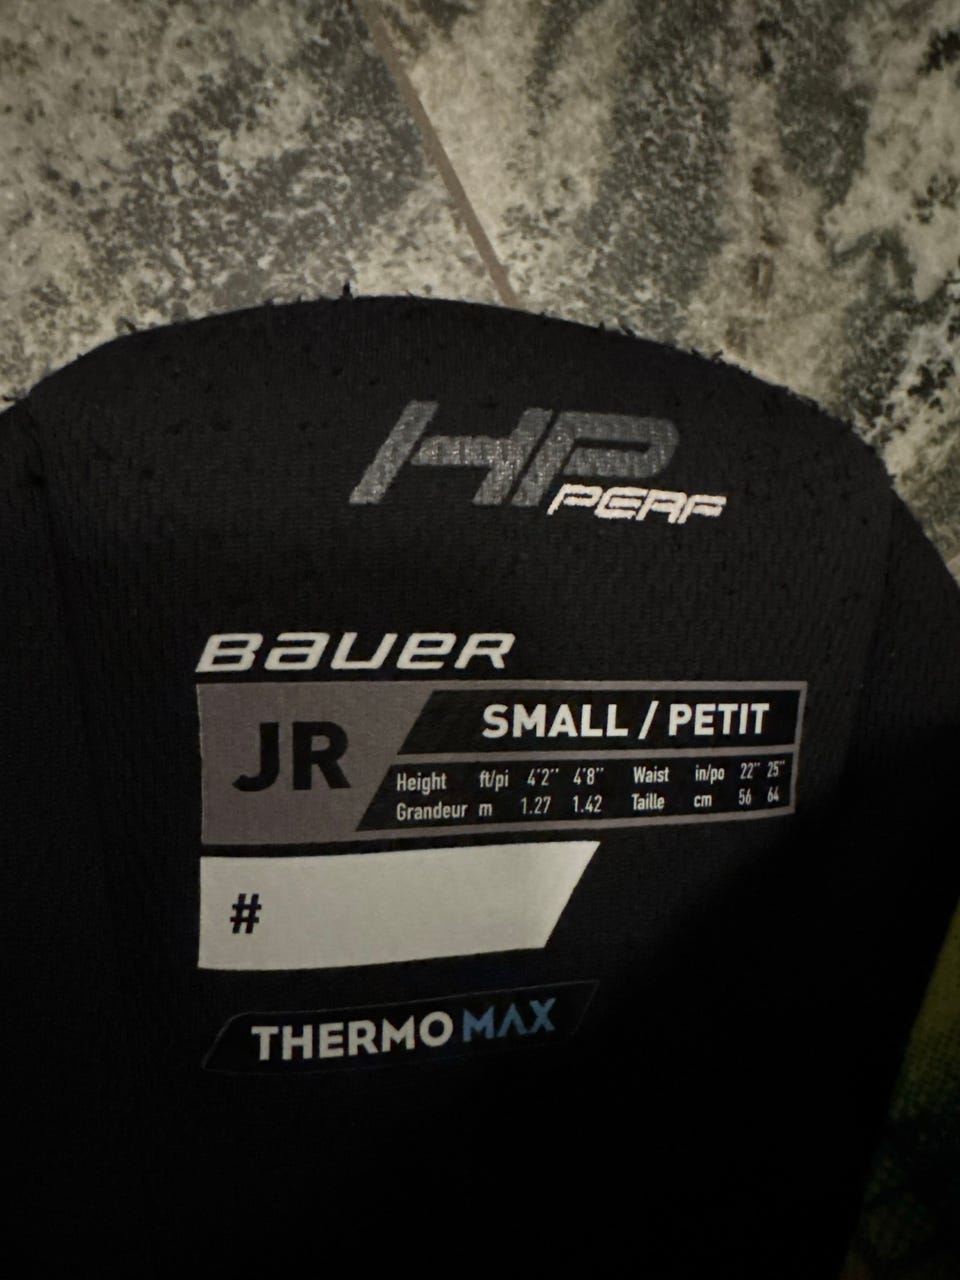 HP
PERF
BAUER
JR
SMALL / PETIT
Height ft/pi 4'2'' 4'8'' Waist in/po 22'' 25''
Grandeur m 1.27 1.42 Taille cm 56 64
#
THERMOMAX